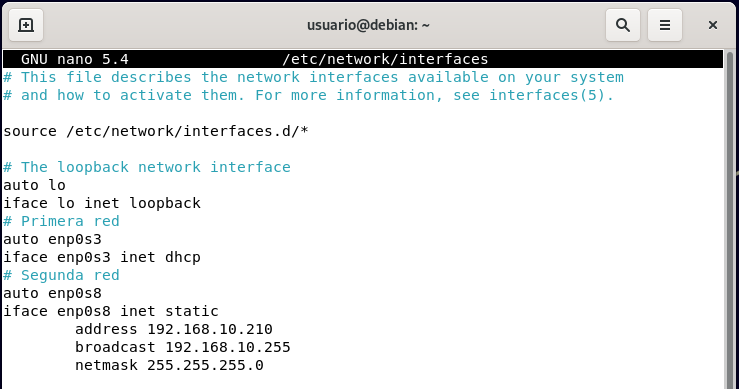 usuario@debian: ~
GNU nano 5.4 /etc/network/interfaces
# This file describes the network interfaces available on your system
# and how to activate them. For more information, see interfaces(5).
source /etc/network/interfaces.d/*
# The loopback network interface
auto lo
iface lo inet loopback
# Primera red
auto enp0s3
iface enp0s3 inet dhcp
# Segunda red
auto enp0s8
iface enp0s8 inet static
address 192.168.10.210
broadcast 192.168.10.255
netmask 255.255.255.0